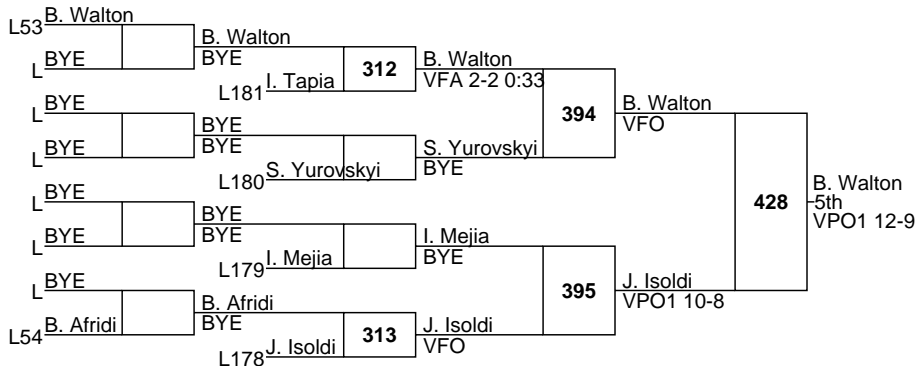 L53 B. Walton
B. Walton
BYE
L BYE
312
B. Walton
VFA 2-2 0:33
L181 I. Tapia
L BYE
394
B. Walton
VFO
BYE
BYE
L BYE
S. Yurovskyi
BYE
L180 S. Yurovskyi
428
B. Walton
5th
VPO1 12-9
L BYE
BYE
BYE
L BYE
I. Mejia
BYE
L179 I. Mejia
395
J. Isoldi
VPO1 10-8
L BYE
B. Afridi
BYE
L54 B. Afridi
313
J. Isoldi
VFO
L178 J. Isoldi